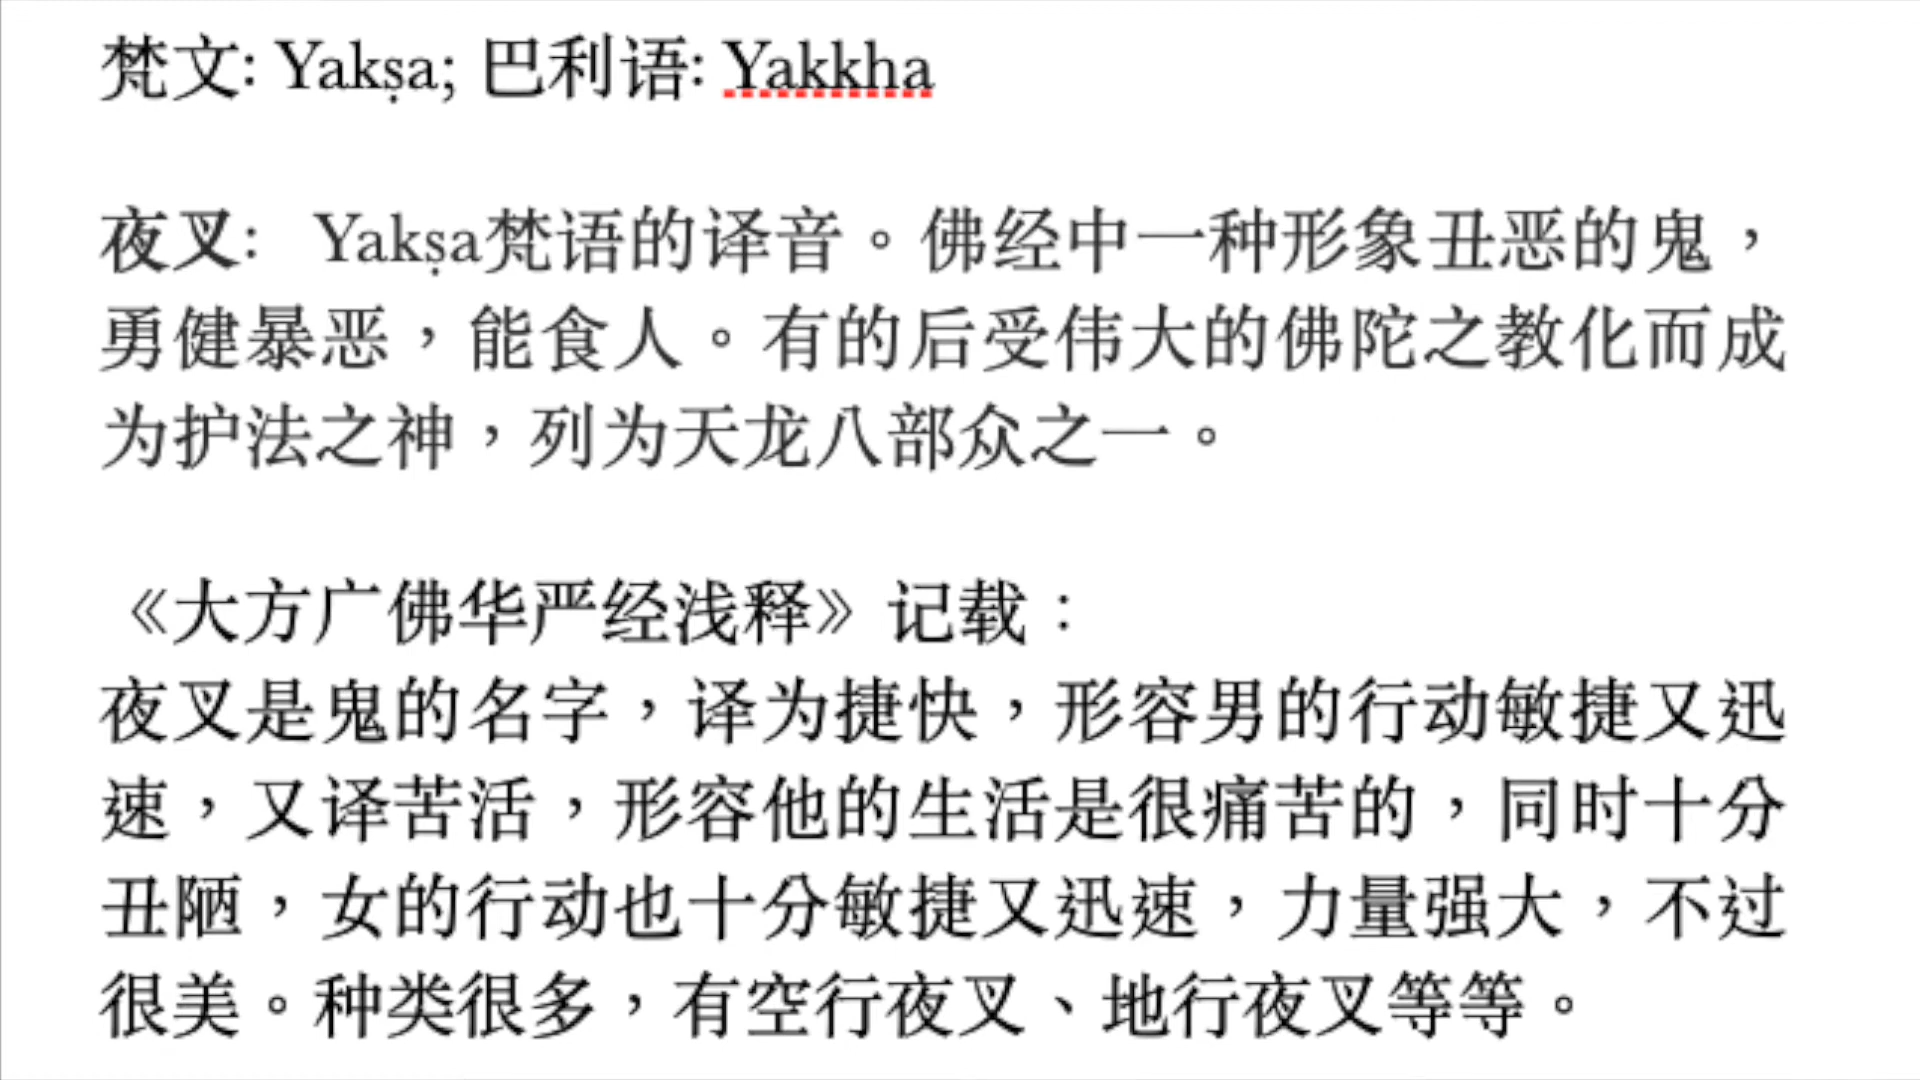 梵文: Yakṣa; 巴利语: Yakkha
夜叉: Yakṣa梵语的译音。佛经中一种形象丑恶的鬼，
勇健暴恶，能食人。有的后受伟大的佛陀之教化而成
为护法之神，列为天龙八部众之一。
《大方广佛华严经浅释》记载：
夜叉是鬼的名字，译为捷快，形容男的行动敏捷又迅
速，又译苦活，形容他的生活是很痛苦的，同时十分
丑陋，女的行动也十分敏捷又迅速，力量强大，不过
很美。种类很多，有空行夜叉、地行夜叉等等。